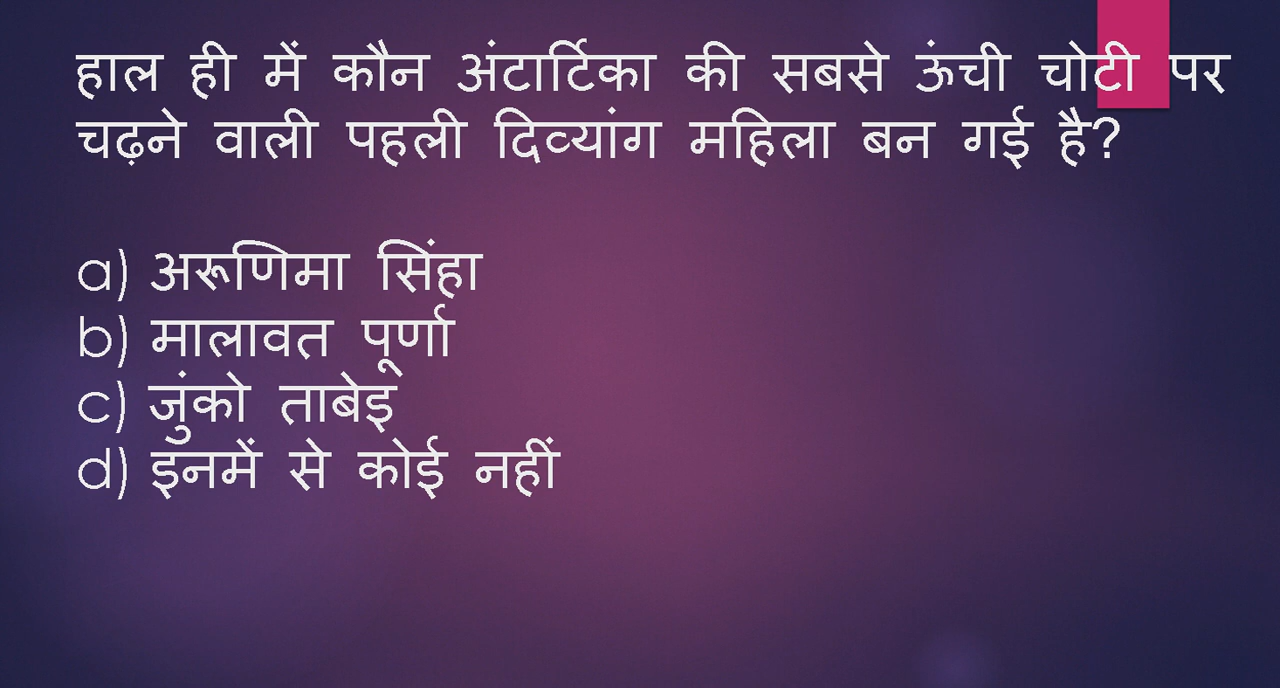 हाल ही में कौन अंटार्टिका की सबसे ऊंची चोटी पर
चढ़ने वाली पहली दिव्यांग महिला बन गई है?
a) अरूणिमा सिंहा
b) मालावत पूर्णा
c) जुंको ताबेइ
d) इनमें से कोई नहीं